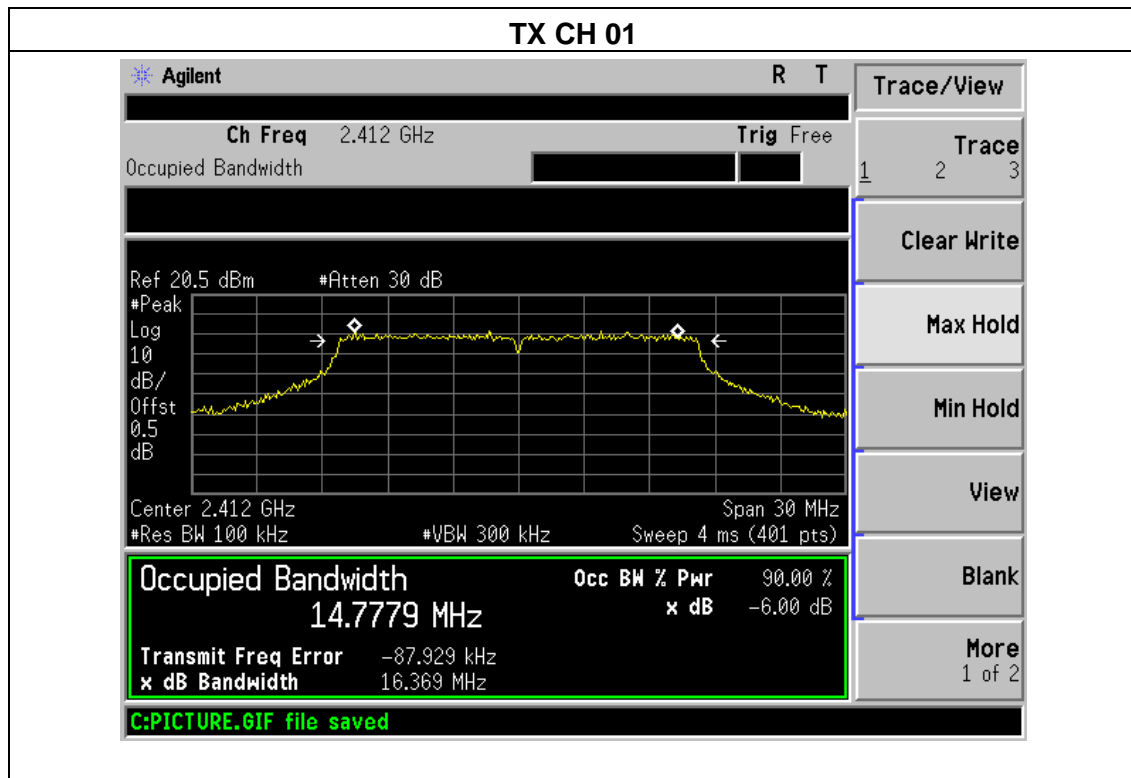 TX CH 01
Agilent R T
Ch Freq 2.412 GHz Trig Free
Occupied Bandwidth
Ref 20.5 dBm #Atten 30 dB
#Peak
Log
10
dB/
Offst
0.5
dB
Center 2.412 GHz Span 30 MHz
#Res BW 100 kHz #VBW 300 kHz Sweep 4 ms (401 pts)
Occupied Bandwidth Occ BW % Pwr 90.00 %
14.7779 MHz x dB -6.00 dB
Transmit Freq Error -87.929 kHz
x dB Bandwidth 16.369 MHz
C:PICTURE.GIF file saved
Trace/View
Trace
1 2 3
Clear Write
Max Hold
Min Hold
View
Blank
More
1 of 2